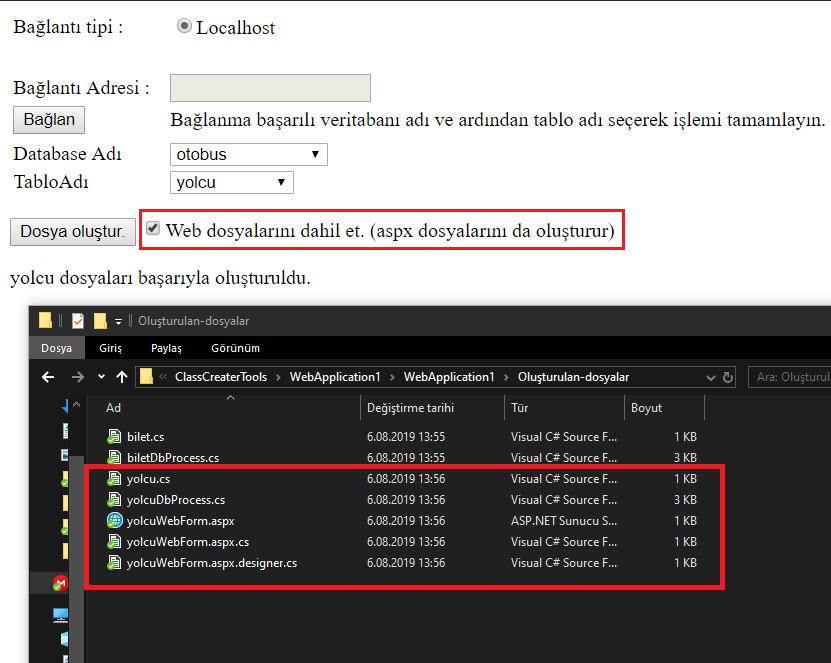 Bağlantı tipi : Localhost
Bağlantı Adresi :
Bağlan Bağlanma başarılı veritabanı adı ve ardından tablo adı seçerek işlemi tamamlayın.
Database Adı otobus
TabloAdı yolcu
Dosya oluştur. Web dosyalarını dahil et. (aspx dosyalarını da oluşturur)
yolcu dosyaları başarıyla oluşturuldu.
Oluşturulan-dosyalar
Dosya Giriş Paylaş Görünüm
« ClassCreaterTools › WebApplication1 › WebApplication1 › Oluşturulan-dosyalar Ara: Oluşturul
Ad Değiştirme tarihi Tür Boyut
bilet.cs 6.08.2019 13:55 Visual C# Source F... 1 KB
biletDbProcess.cs 6.08.2019 13:55 Visual C# Source F... 3 KB
yolcu.cs 6.08.2019 13:56 Visual C# Source F... 1 KB
yolcuDbProcess.cs 6.08.2019 13:56 Visual C# Source F... 3 KB
yolcuWebForm.aspx 6.08.2019 13:56 ASP.NET Sunucu S... 1 KB
yolcuWebForm.aspx.cs 6.08.2019 13:56 Visual C# Source F... 1 KB
yolcuWebForm.aspx.designer.cs 6.08.2019 13:56 Visual C# Source F... 1 KB